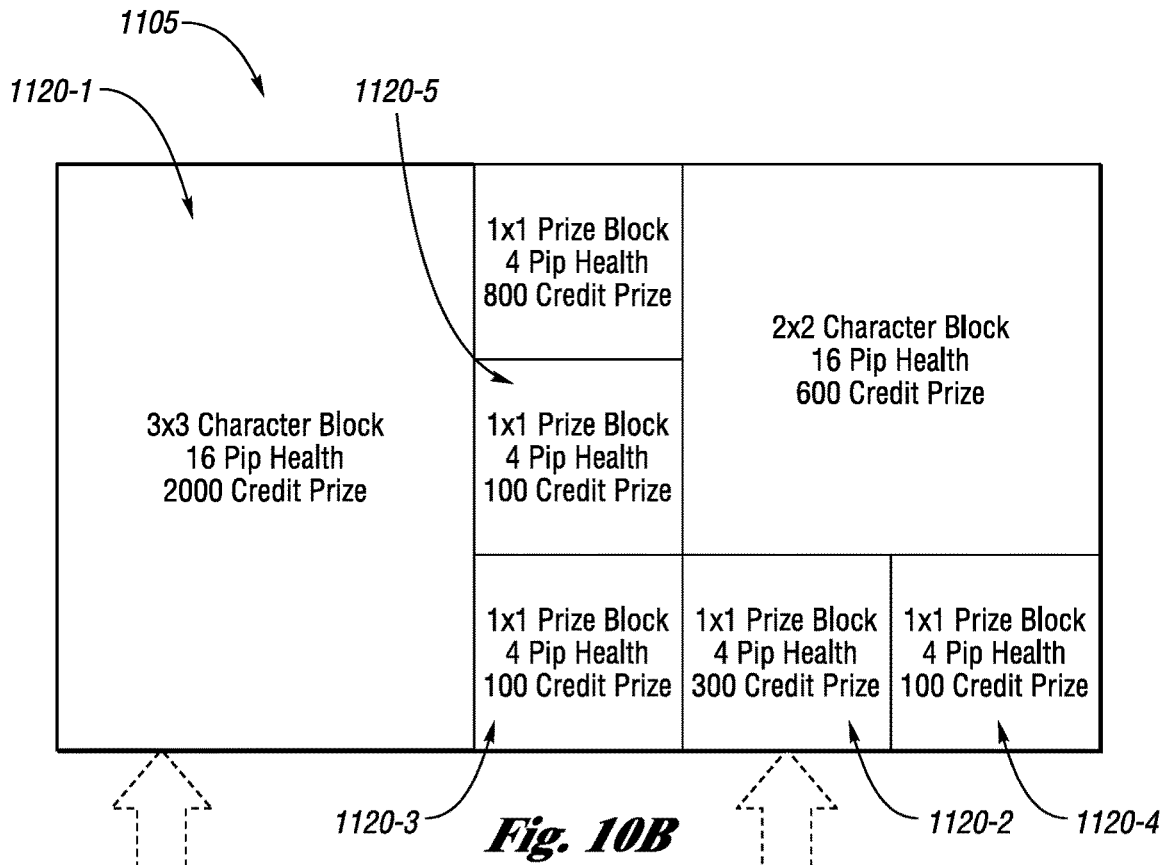 1105
1120-1
1120-5
1x1 Prize Block
4 Pip Health
800 Credit Prize
2x2 Character Block
16 Pip Health
600 Credit Prize
3x3 Character Block
16 Pip Health
2000 Credit Prize
1x1 Prize Block
4 Pip Health
100 Credit Prize
1x1 Prize Block
4 Pip Health
100 Credit Prize
1x1 Prize Block
4 Pip Health
300 Credit Prize
1x1 Prize Block
4 Pip Health
100 Credit Prize
1120-3
Fig. 10B
1120-2
1120-4